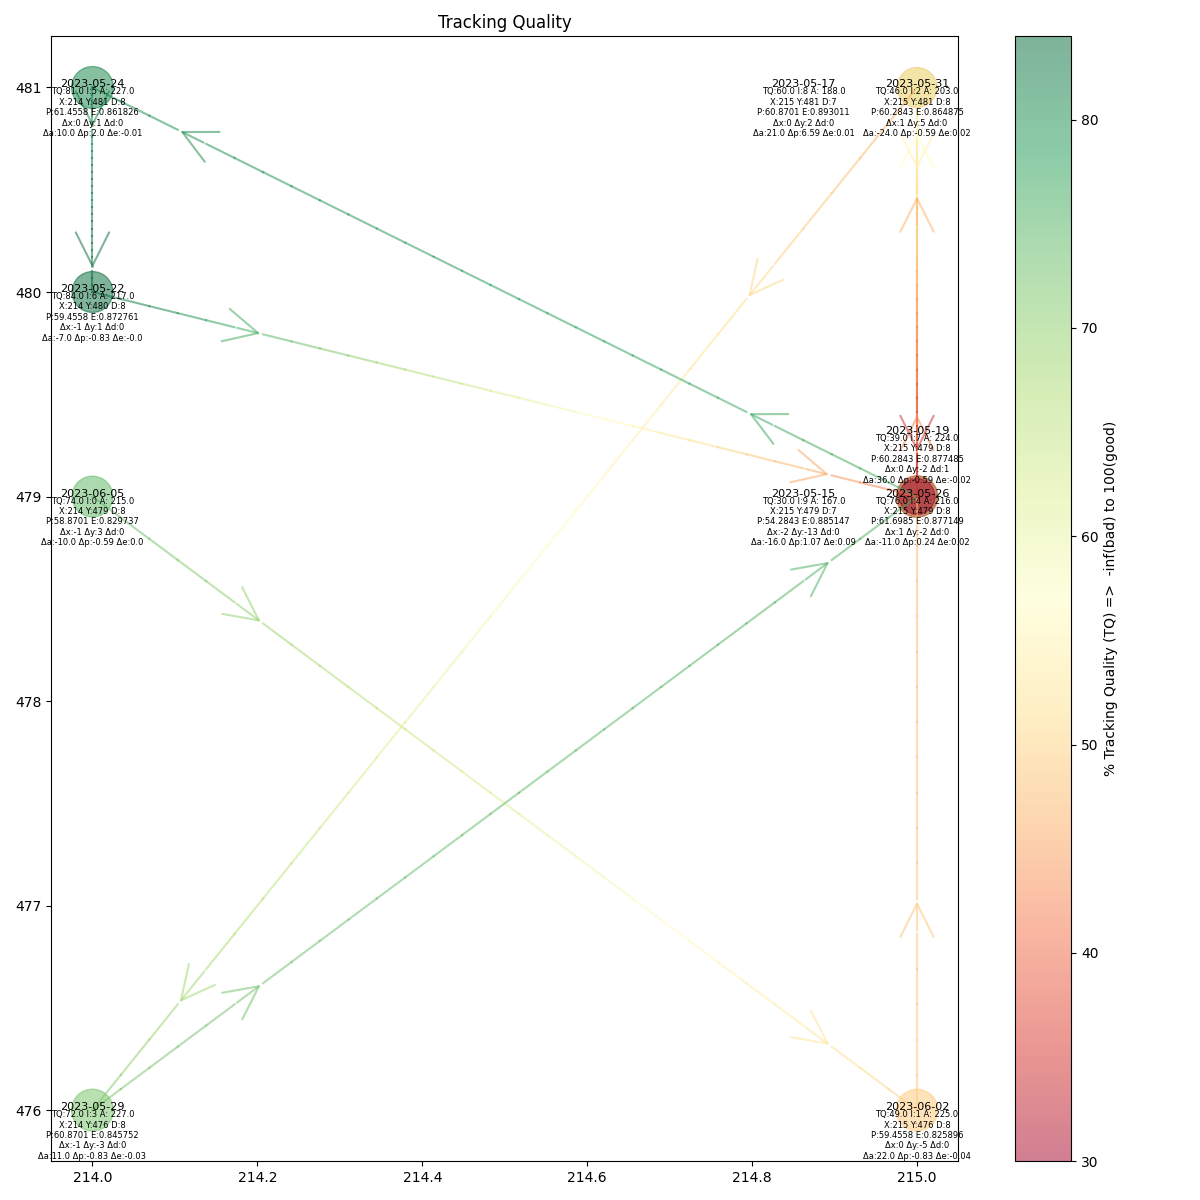 Tracking Quality
2023-05-24
TQ:81.0 I:5 A: 227.0
X:214 Y:481 D:8
P:61.4558 E:0.861826
Δx:0 Δy:1 Δd:0
Δa:10.0 Δp:2.0 Δe:-0.01
2023-05-17
TQ:60.0 I:8 A: 188.0
X:215 Y:481 D:7
P:60.8701 E:0.893011
Δx:0 Δy:2 Δd:0
Δa:21.0 Δp:6.59 Δe:0.01
2023-05-31
TQ:46.0 I:2 A: 203.0
X:215 Y:481 D:8
P:60.2843 E:0.864875
Δx:1 Δy:5 Δd:0
Δa:-24.0 Δp:-0.59 Δe:0.02
2023-05-22
TQ:84.0 I:6 A: 217.0
X:214 Y:480 D:8
P:59.4558 E:0.872761
Δx:-1 Δy:1 Δd:0
Δa:-7.0 Δp:-0.83 Δe:-0.0
2023-05-19
TQ:39.0 I:7 A: 224.0
X:215 Y:479 D:8
P:60.2843 E:0.877485
Δx:0 Δy:-2 Δd:1
Δa:36.0 Δp:-0.59 Δe:-0.02
2023-06-05
TQ:74.0 I:0 A: 215.0
X:214 Y:479 D:8
P:58.8701 E:0.829737
Δx:-1 Δy:3 Δd:0
Δa:-10.0 Δp:-0.59 Δe:0.0
2023-05-15
TQ:30.0 I:9 A: 167.0
X:215 Y:479 D:7
P:54.2843 E:0.885147
Δx:-2 Δy:-13 Δd:0
Δa:-16.0 Δp:1.07 Δe:0.09
2023-05-26
TQ:76.0 I:4 A: 216.0
X:215 Y:479 D:8
P:61.6985 E:0.877149
Δx:1 Δy:-2 Δd:0
Δa:-11.0 Δp:0.24 Δe:0.02
2023-05-29
TQ:72.0 I:3 A: 227.0
X:214 Y:476 D:8
P:60.8701 E:0.845752
Δx:-1 Δy:-3 Δd:0
Δa:11.0 Δp:-0.83 Δe:-0.03
2023-06-02
TQ:49.0 I:1 A: 225.0
X:215 Y:476 D:8
P:59.4558 E:0.825896
Δx:0 Δy:-5 Δd:0
Δa:22.0 Δp:-0.83 Δe:-0.04
481
480
479
478
477
476
214.0
214.2
214.4
214.6
214.8
215.0
80
70
60
50
40
30
% Tracking Quality (TQ) => -inf(bad) to 100(good)